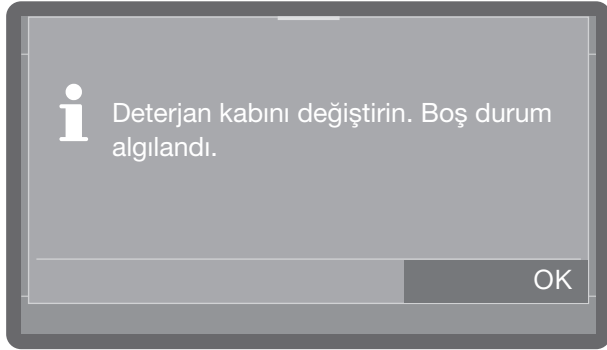 Deterjan kabını değiştirin. Boş durum
algılandı.
OK